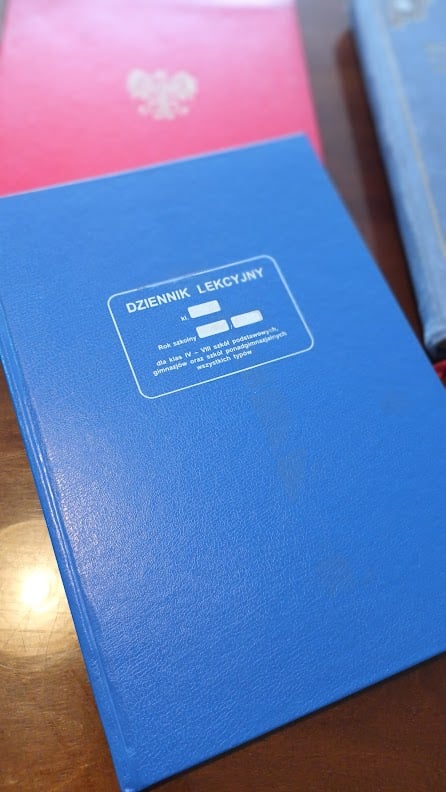 DZIENNIK LEKCYJNY
kl.
Rok szkolny /
dla klas IV – VIII szkół podstawowych,
gimnazjów oraz szkół ponadgimnazjalnych
wszystkich typów